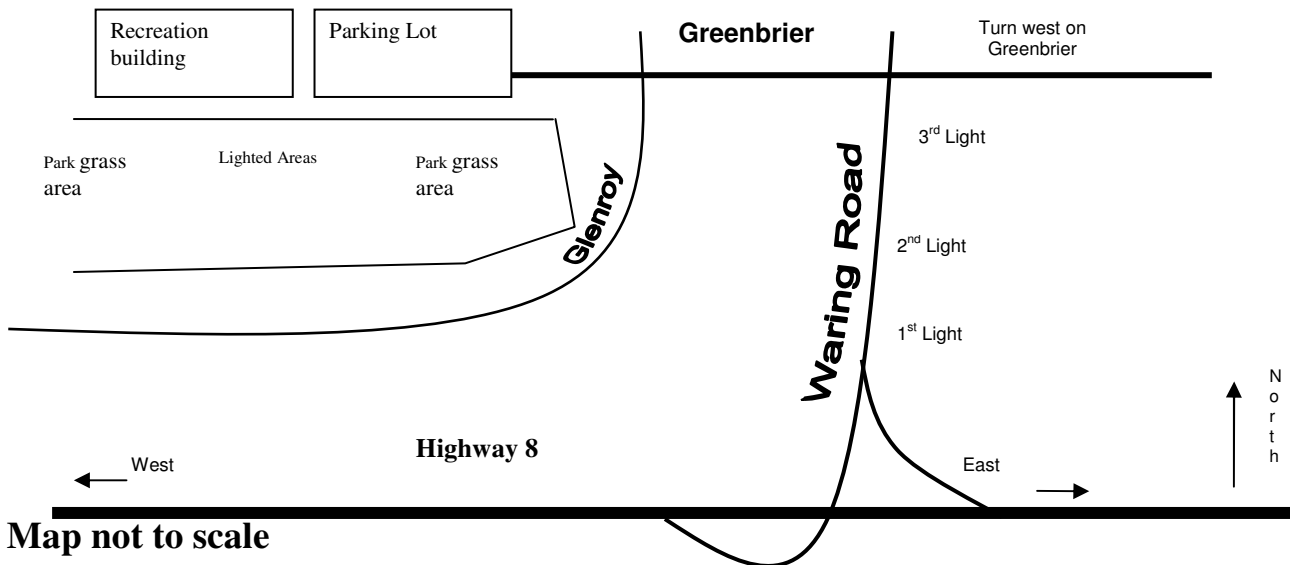 Recreation
building
Parking Lot
Greenbrier
Turn west on
Greenbrier
3rd Light
Park grass
area
Lighted Areas
Park grass
area
Glenroy
Waring Road
2nd Light
1st Light
North
Highway 8
West
East
Map not to scale